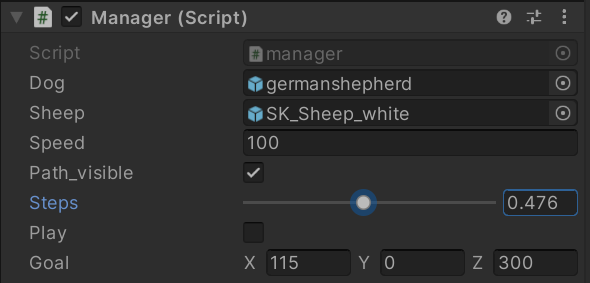 Manager (Script)
Script manager
Dog germanshepherd
Sheep SK_Sheep_white
Speed 100
Path_visible
Steps 0.476
Play
Goal X 115 Y 0 Z 300